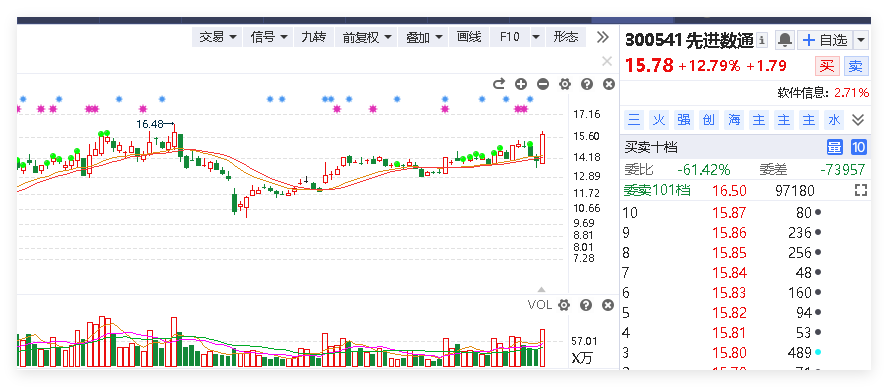 交易 信号 九转 前复权 叠加 画线 F10 形态
16.48
17.16
15.60
14.18
12.89
11.72
10.66
9.69
8.81
8.01
7.28
VOL
57.01
X万
300541 先进数通 自选
15.78 +12.79% +1.79 买 卖
软件信息: 2.71%
三 火 强 创 海 主 主 主 水
买卖十档 量 10
委比 -61.42% 委差 -73957
委卖101档 16.50 97180
10 15.87 80
9 15.86 236
8 15.85 256
7 15.84 48
6 15.83 160
5 15.82 94
4 15.81 53
3 15.80 489